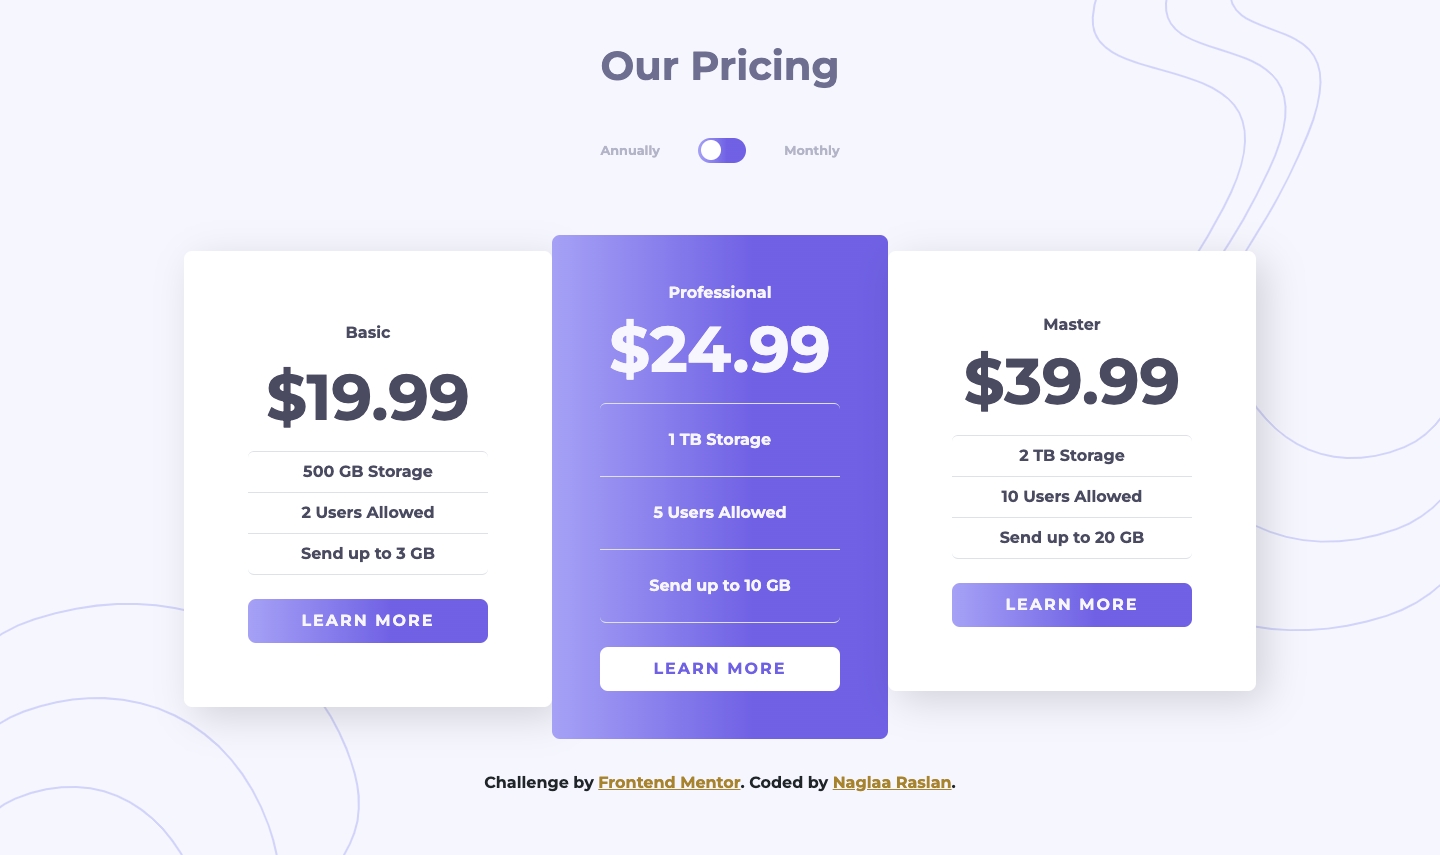 Our Pricing
Annually
Monthly
Basic
$19.99
500 GB Storage
2 Users Allowed
Send up to 3 GB
LEARN MORE
Professional
$24.99
1 TB Storage
5 Users Allowed
Send up to 10 GB
LEARN MORE
Master
$39.99
2 TB Storage
10 Users Allowed
Send up to 20 GB
LEARN MORE
Challenge by Frontend Mentor. Coded by Naglaa Raslan.